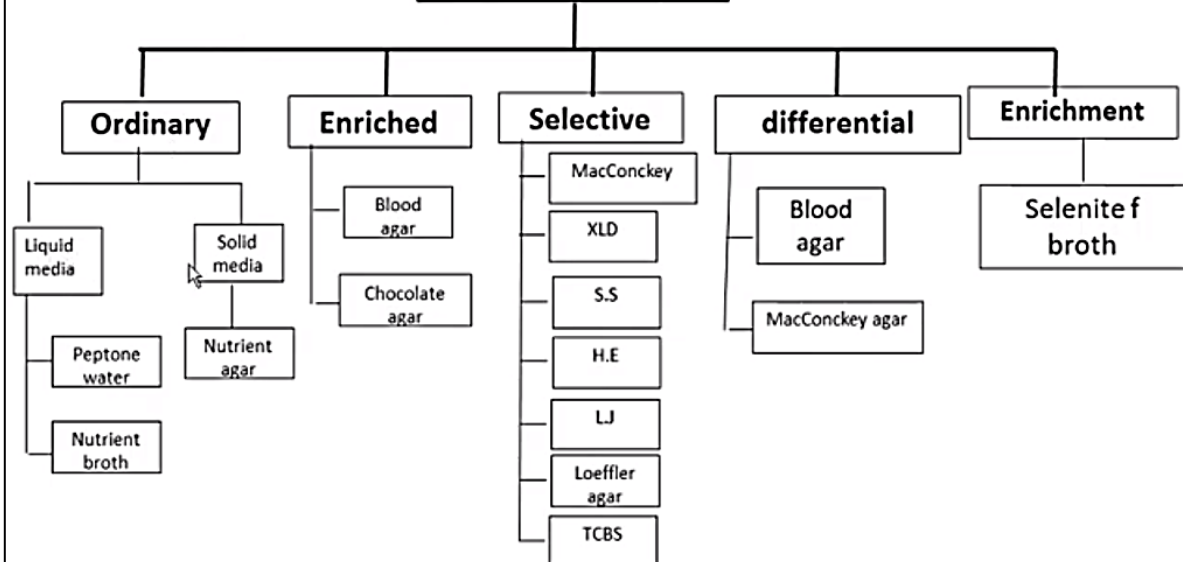 Ordinary
Enriched
Selective
differential
Enrichment
Liquid
media
Solid
media
Peptone
water
Nutrient
broth
Nutrient
agar
Blood
agar
Chocolate
agar
MacConckey
XLD
S.S
H.E
LJ
Loeffler
agar
TCBS
Blood
agar
MacConckey agar
Selenite f
broth